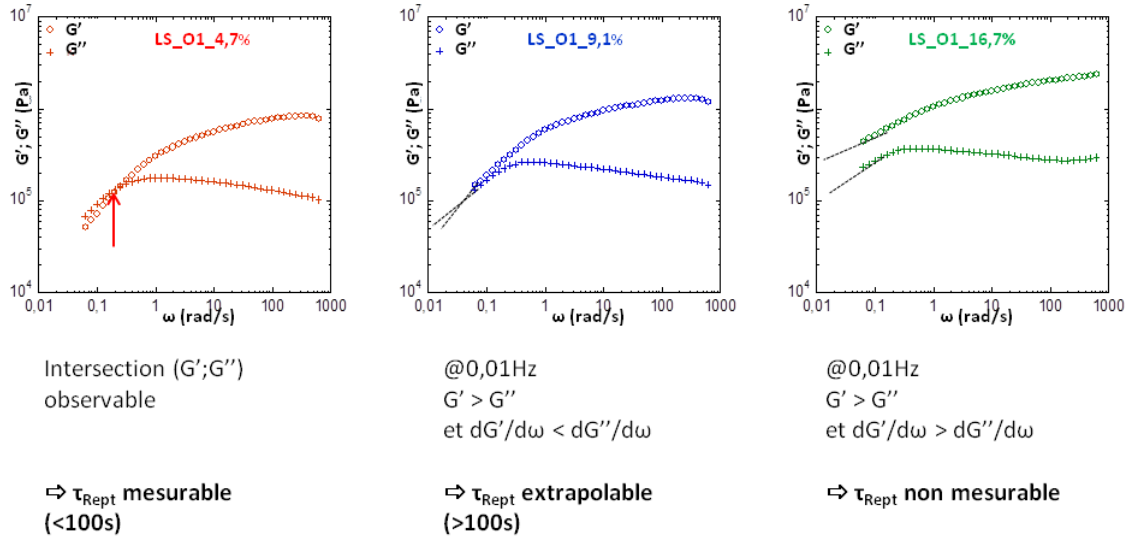 G'
G''
LS_O1_4,7%
G'; G'' (Pa)
10⁷
10⁶
10⁵
10⁴
0,01
0,1
1
10
100
1000
ω (rad/s)
Intersection (G';G'')
observable
⇨ τRept mesurable
(<100s)
G'
G''
LS_O1_9,1%
G'; G'' (Pa)
10⁷
10⁶
10⁵
10⁴
0,01
0,1
1
10
100
1000
ω (rad/s)
@0,01Hz
G' > G''
et dG'/dω < dG''/dω
⇨ τRept extrapolable
(>100s)
G'
G''
LS_O1_16,7%
G'; G'' (Pa)
10⁷
10⁶
10⁵
10⁴
0,01
0,1
1
10
100
1000
ω (rad/s)
@0,01Hz
G' > G''
et dG'/dω > dG''/dω
⇨ τRept non mesurable